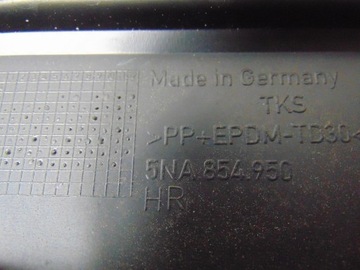 Made in Germany
TKS
>PP+EPDM-TD30<
5NA.854.950
HR